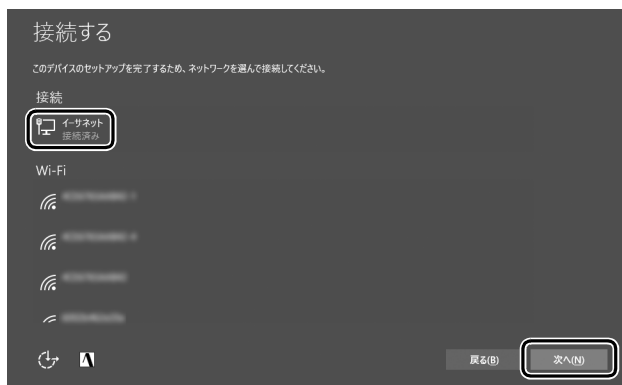 接続する
このデバイスのセットアップを完了するため、ネットワークを選んで接続してください。
接続
イーサネット
接続済み
Wi-Fi
戻る(B)
次へ(N)